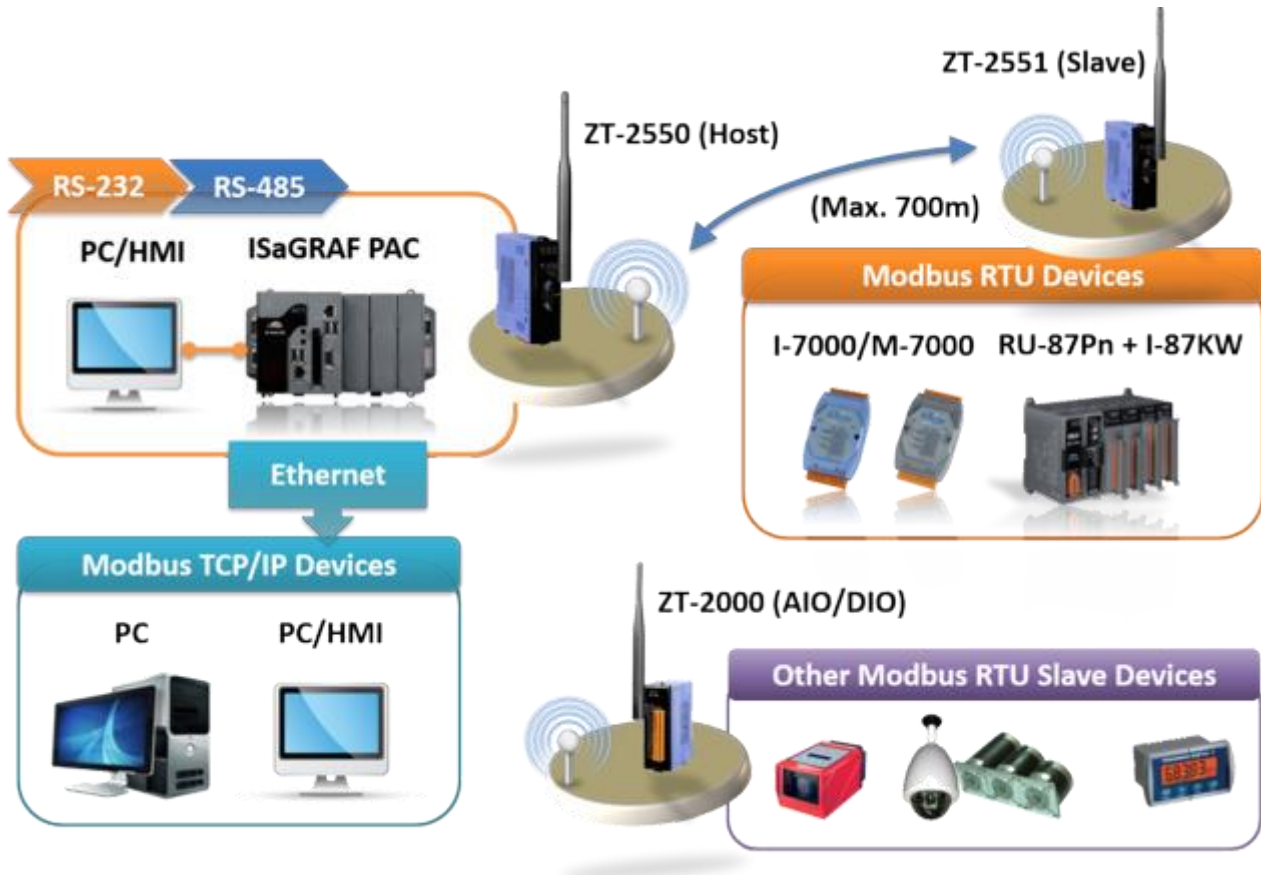 ZT-2551 (Slave)
ZT-2550 (Host)
RS-232
RS-485
(Max. 700m)
PC/HMI
ISaGRAF PAC
Modbus RTU Devices
I-7000/M-7000
RU-87Pn + I-87KW
Ethernet
Modbus TCP/IP Devices
PC
PC/HMI
ZT-2000 (AIO/DIO)
Other Modbus RTU Slave Devices